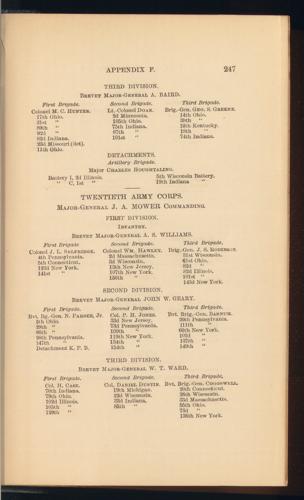 APPENDIX F. 247
THIRD DIVISION.
BREVET MAJOR-GENERAL A. BAIRD.
First Brigade. Second Brigade. Third Brigade.
Colonel M. C. HUNTER. Lt. Colonel DOAN. Brig.-Gen. GEO. S. GREENE.
17th Ohio. 2d Minnesota. 14th Ohio.
31st " 105th Ohio. 38th "
89th " 75th Indiana. 18th Kentucky.
92d " 87th " 10th "
82d Indiana. 101st " 74th Indiana.
23d Missouri (det).
11th Ohio.
DETACHMENTS.
Artillery Brigade.
MAJOR CHARLES HOUGHTALING.
Battery I, 2d Illinois. 5th Wisconsin Battery.
" C, 1st " 19th Indiana "
TWENTIETH ARMY CORPS.
MAJOR-GENERAL J. A. MOWER COMMANDING.
FIRST DIVISION.
INFANTRY.
BREVET MAJOR-GENERAL A. S. WILLIAMS.
First Brigade Second Brigade. Third Brigade.
Colonel J. L. SELFRIDGE. Colonel WM. HAWLEY. Brig.-Gen. J. S. ROBINSON.
46th Pennsylvania. 2d Massachusetts. 31st Wisconsin.
5th Connecticut. 3d Wisconsin. 61st Ohio.
123d New York. 13th New Jersey. 82d "
141st " 107th New York. 82d Illinois.
150th " 101st "
143d New York.
SECOND DIVISION.
BREVET MAJOR-GENERAL JOHN W. GEARY.
First Brigade. Second Brigade. Third Brigade.
Bvt. Big.-Gen. N. PARDEE, JR. Col. P. H. JONES. Bvt. Brig.-Gen. BARNUM.
5th Ohio. 33d New Jersey. 29th Pennsylvania.
29th " 73d Pennsylvania. 111th
66th " 109th " 60th New York.
28th Pennsylvania. 119th New York. 102d "
147th " 134th " 137th "
Detachment K. P. B. 154th " 149th "
THIRD DIVISION.
BREVET MAJOR-GENERAL W. T. WARD.
First Brigade. Second Brigade. Third Brigade.
Col. H. CASE. Col. DANIEL DUSTIN. Bvt. Brig.-Gen. COGGSWELL.
70th Indiana. 19th Michigan. 20th Connecticut.
79th Ohio. 22d Wisconsin. 26th Wisconsin.
102d Illinois. 33d Indiana. 33d Massachusetts.
105th " 85th " 55th Ohio.
129th " 73d "
136th New York.